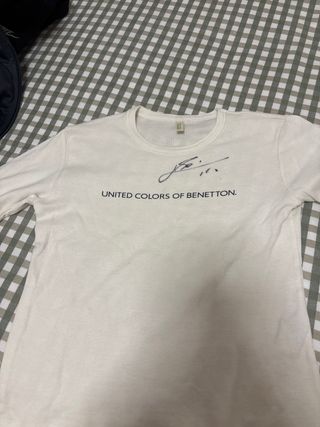 UNITED COLORS OF BENETTON.